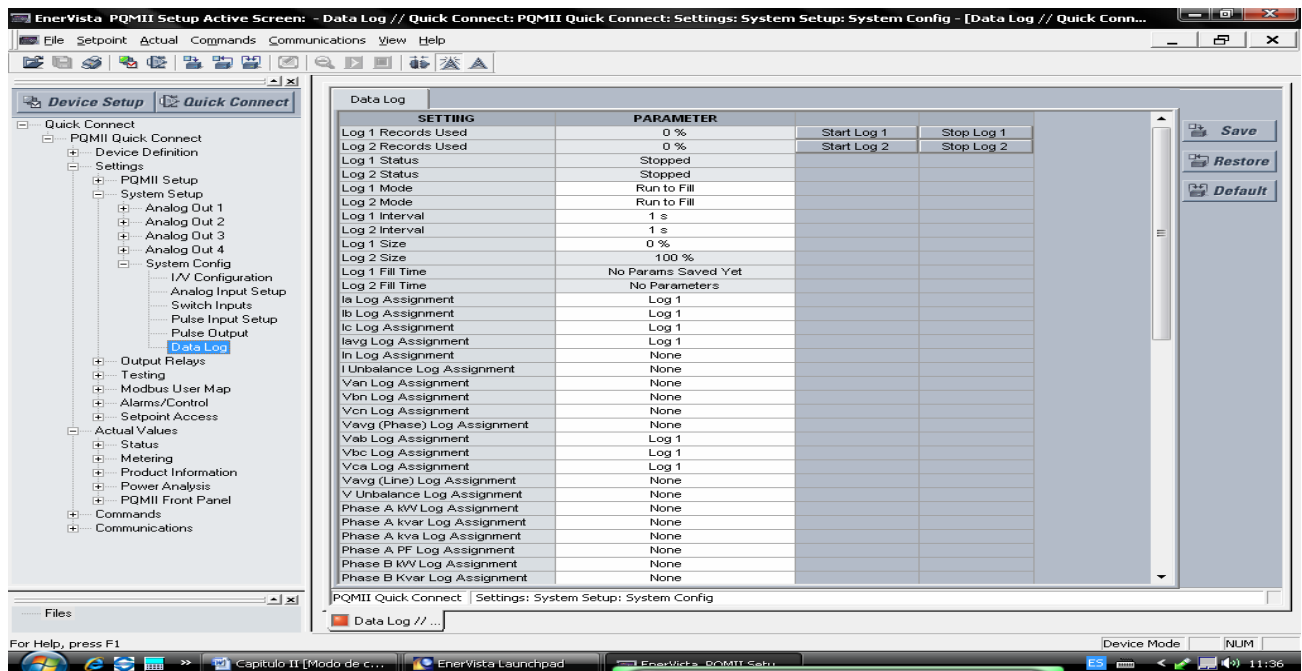 EnerVista PQMII Setup Active Screen: - Data Log // Quick Connect: PQMII Quick Connect: Settings: System Setup: System Config - [Data Log // Quick Conn...
File Setpoint Actual Commands Communications View Help
Device Setup Quick Connect
Quick Connect
PQMII Quick Connect
Device Definition
Settings
PQMII Setup
System Setup
Analog Out 1
Analog Out 2
Analog Out 3
Analog Out 4
System Config
I/V Configuration
Analog Input Setup
Switch Inputs
Pulse Input Setup
Pulse Output
Data Log
Output Relays
Testing
Modbus User Map
Alarms/Control
Setpoint Access
Actual Values
Status
Metering
Product Information
Power Analysis
PQMII Front Panel
Commands
Communications
Files
Data Log
SETTING PARAMETER
Log 1 Records Used 0 % Start Log 1 Stop Log 1
Log 2 Records Used 0 % Start Log 2 Stop Log 2
Log 1 Status Stopped
Log 2 Status Stopped
Log 1 Mode Run to Fill
Log 2 Mode Run to Fill
Log 1 Interval 1 s
Log 2 Interval 1 s
Log 1 Size 0 %
Log 2 Size 100 %
Log 1 Fill Time No Params Saved Yet
Log 2 Fill Time No Parameters
Ia Log Assignment Log 1
Ib Log Assignment Log 1
Ic Log Assignment Log 1
Iavg Log Assignment Log 1
In Log Assignment None
I Unbalance Log Assignment None
Van Log Assignment None
Vbn Log Assignment None
Vcn Log Assignment None
Vavg (Phase) Log Assignment None
Vab Log Assignment Log 1
Vbc Log Assignment Log 1
Vca Log Assignment Log 1
Vavg (Line) Log Assignment None
V Unbalance Log Assignment None
Phase A kW Log Assignment None
Phase A kvar Log Assignment None
Phase A kva Log Assignment None
Phase A PF Log Assignment None
Phase B kW Log Assignment None
Phase B Kvar Log Assignment None
Save
Restore
Default
PQMII Quick Connect Settings: System Setup: System Config
Data Log // ...
For Help, press F1 Device Mode NUM
Capitulo II [Modo de c... EnerVista Launchpad EnerVista PQMII Setu... ES 11:36